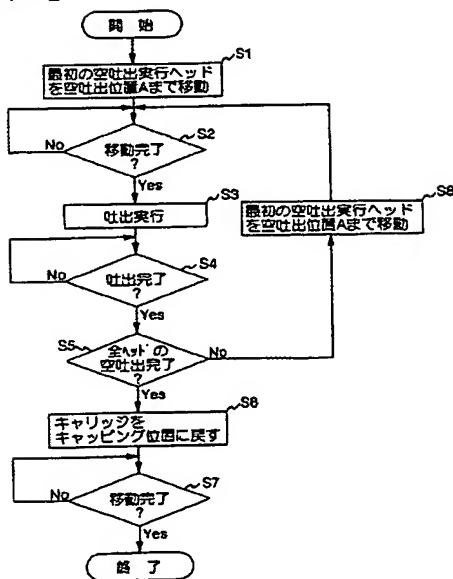 開始
S1
最初の空吐出実行ヘッド
を空吐出位置Aまで移動
S2
移動完了
?
No
Yes
S3
吐出実行
S8
最初の空吐出実行ヘッド
を空吐出位置Aまで移動
S4
吐出完了
?
No
Yes
S5
全ヘッドの
空吐出完了
?
No
Yes
S6
キャリッジを
キャッピング位置に戻す
S7
移動完了
?
No
Yes
終了